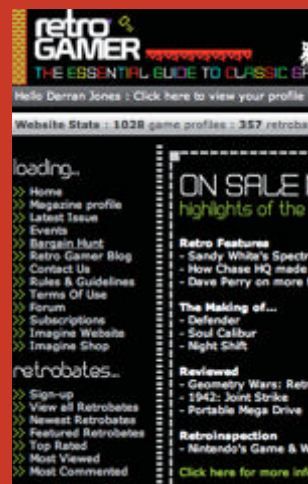 retro
GAMER
THE ESSENTIAL GUIDE TO CLASSIC
Hello Darran Jones : Click here to view your profile
Website Stats : 1028 game profiles : 357
loading...
>> Home
>> Magazine profile
>> Latest Issue
>> Events
>> Bargain Hunt
>> Retro Gamer Blog
>> Contact Us
>> Rules & Guidelines
>> Terms Of Use
>> Forum
>> Subscriptions
>> Imagine Website
>> Imagine Shop
retrobates...
>> Sign-up
>> View all Retrobates
>> Newest Retrobates
>> Featured Retrobates
>> Top Rated
>> Most Viewed
>> Most Commented
ON SALE
highlights of the
Retro Features
- Sandy White's Spectr
- How Chase HQ made
- Dave Perry on more
The Making of...
- Defender
- Soul Calibur
- Night Shift
Reviewed
- Geometry Wars: Ret
- 1942: Joint Strike
- Portable Mega Drive
Retroinspection
- Nintendo's Game & W
Click here for more inf